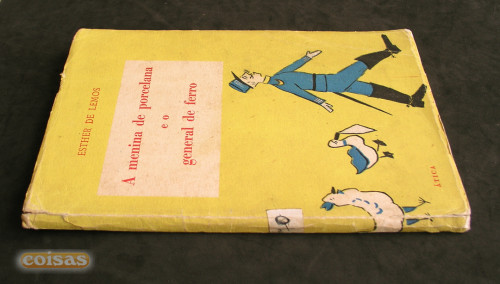 ESTHER DE LEMOS
A menina de porcelana
e o
general de ferro
ÁTICA
coisas